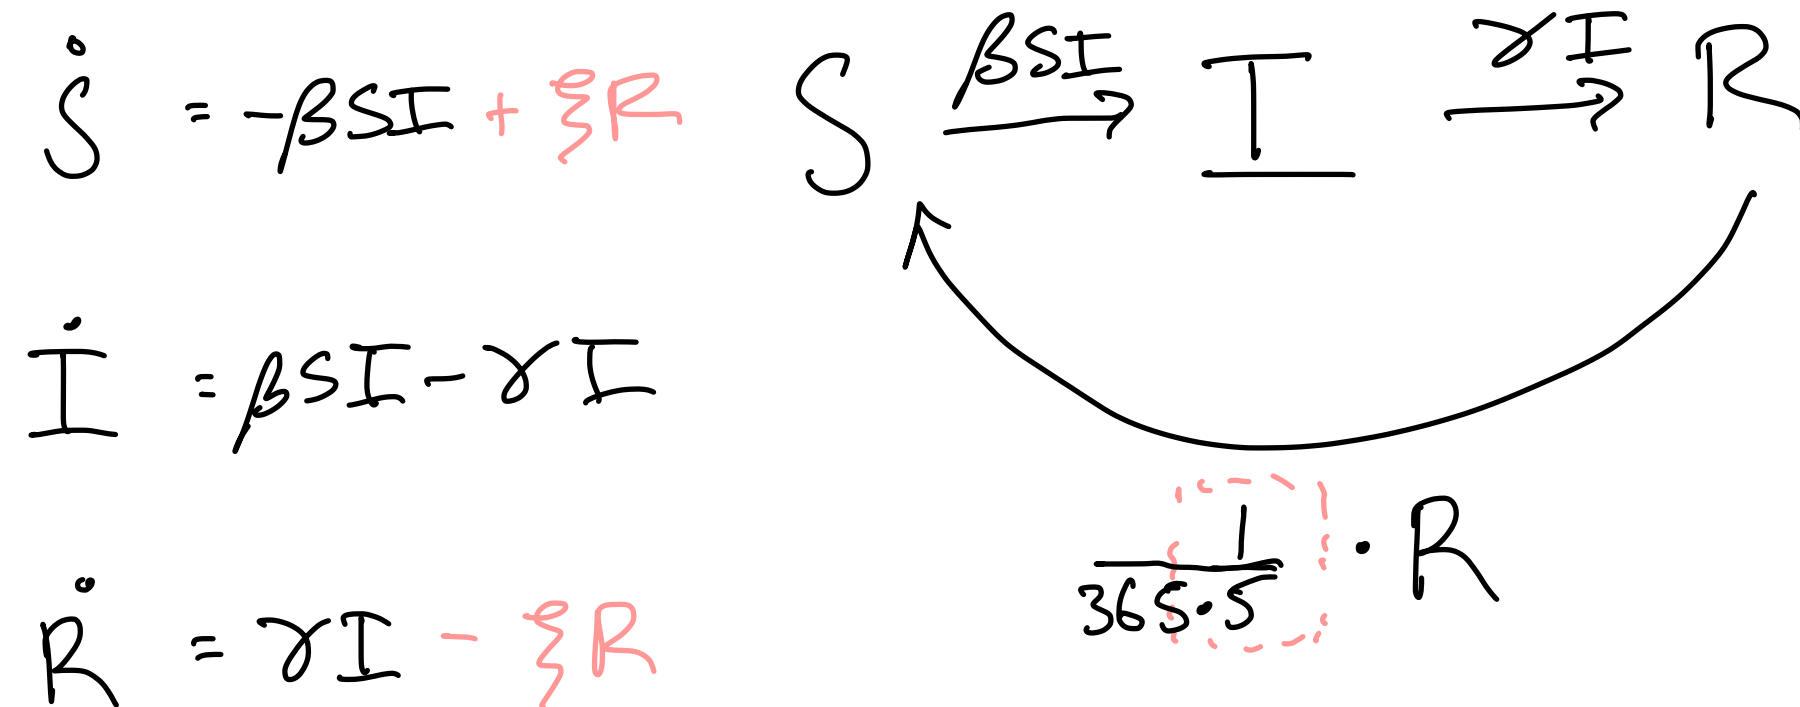 Ṡ = -βSI + ξR
S βSI → I γI → R
İ = βSI - γI
1/(365·5) · R
Ṙ = γI - ξR